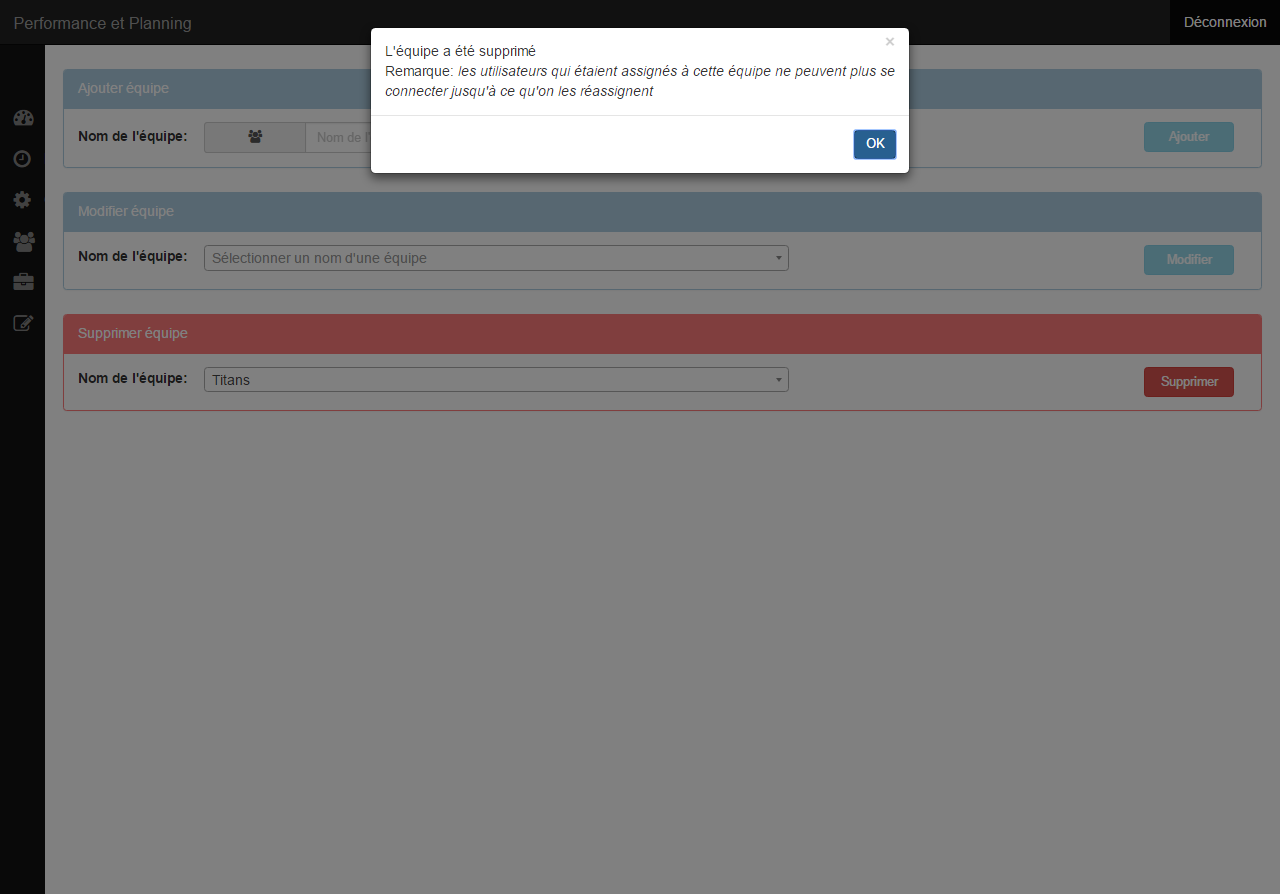 Performance et Planning
Déconnexion
×
L'équipe a été supprimé
Remarque: les utilisateurs qui étaient assignés à cette équipe ne peuvent plus se
connecter jusqu'à ce qu'on les réassignent
OK
Ajouter équipe
Nom de l'équipe:
Nom de l'
Ajouter
Modifier équipe
Nom de l'équipe:
Sélectionner un nom d'une équipe
Modifier
Supprimer équipe
Nom de l'équipe:
Titans
Supprimer